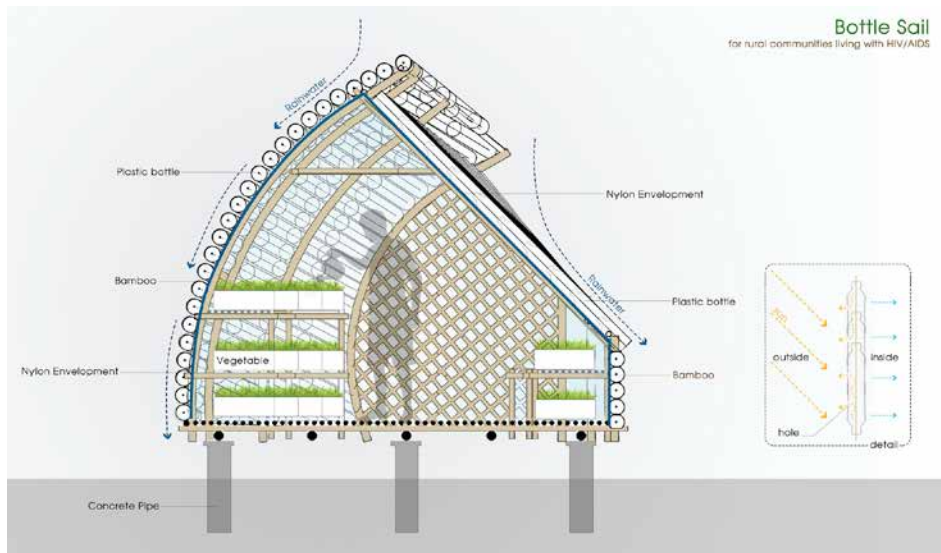 Bottle Sail
for rural communities living with HIV/AIDS
Rainwater
Plastic bottle
Nylon Envelopment
Bamboo
Rainwater
Plastic bottle
Vegetable
Nylon Envelopment
Bamboo
outside
inside
hole
detail
Concrete Pipe